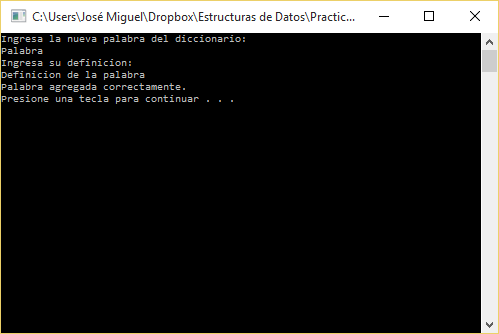 C:\Users\José Miguel\Dropbox\Estructuras de Datos\Practic...
Ingresa la nueva palabra del diccionario:
Palabra
Ingresa su definicion:
Definicion de la palabra
Palabra agregada correctamente.
Presione una tecla para continuar . . .